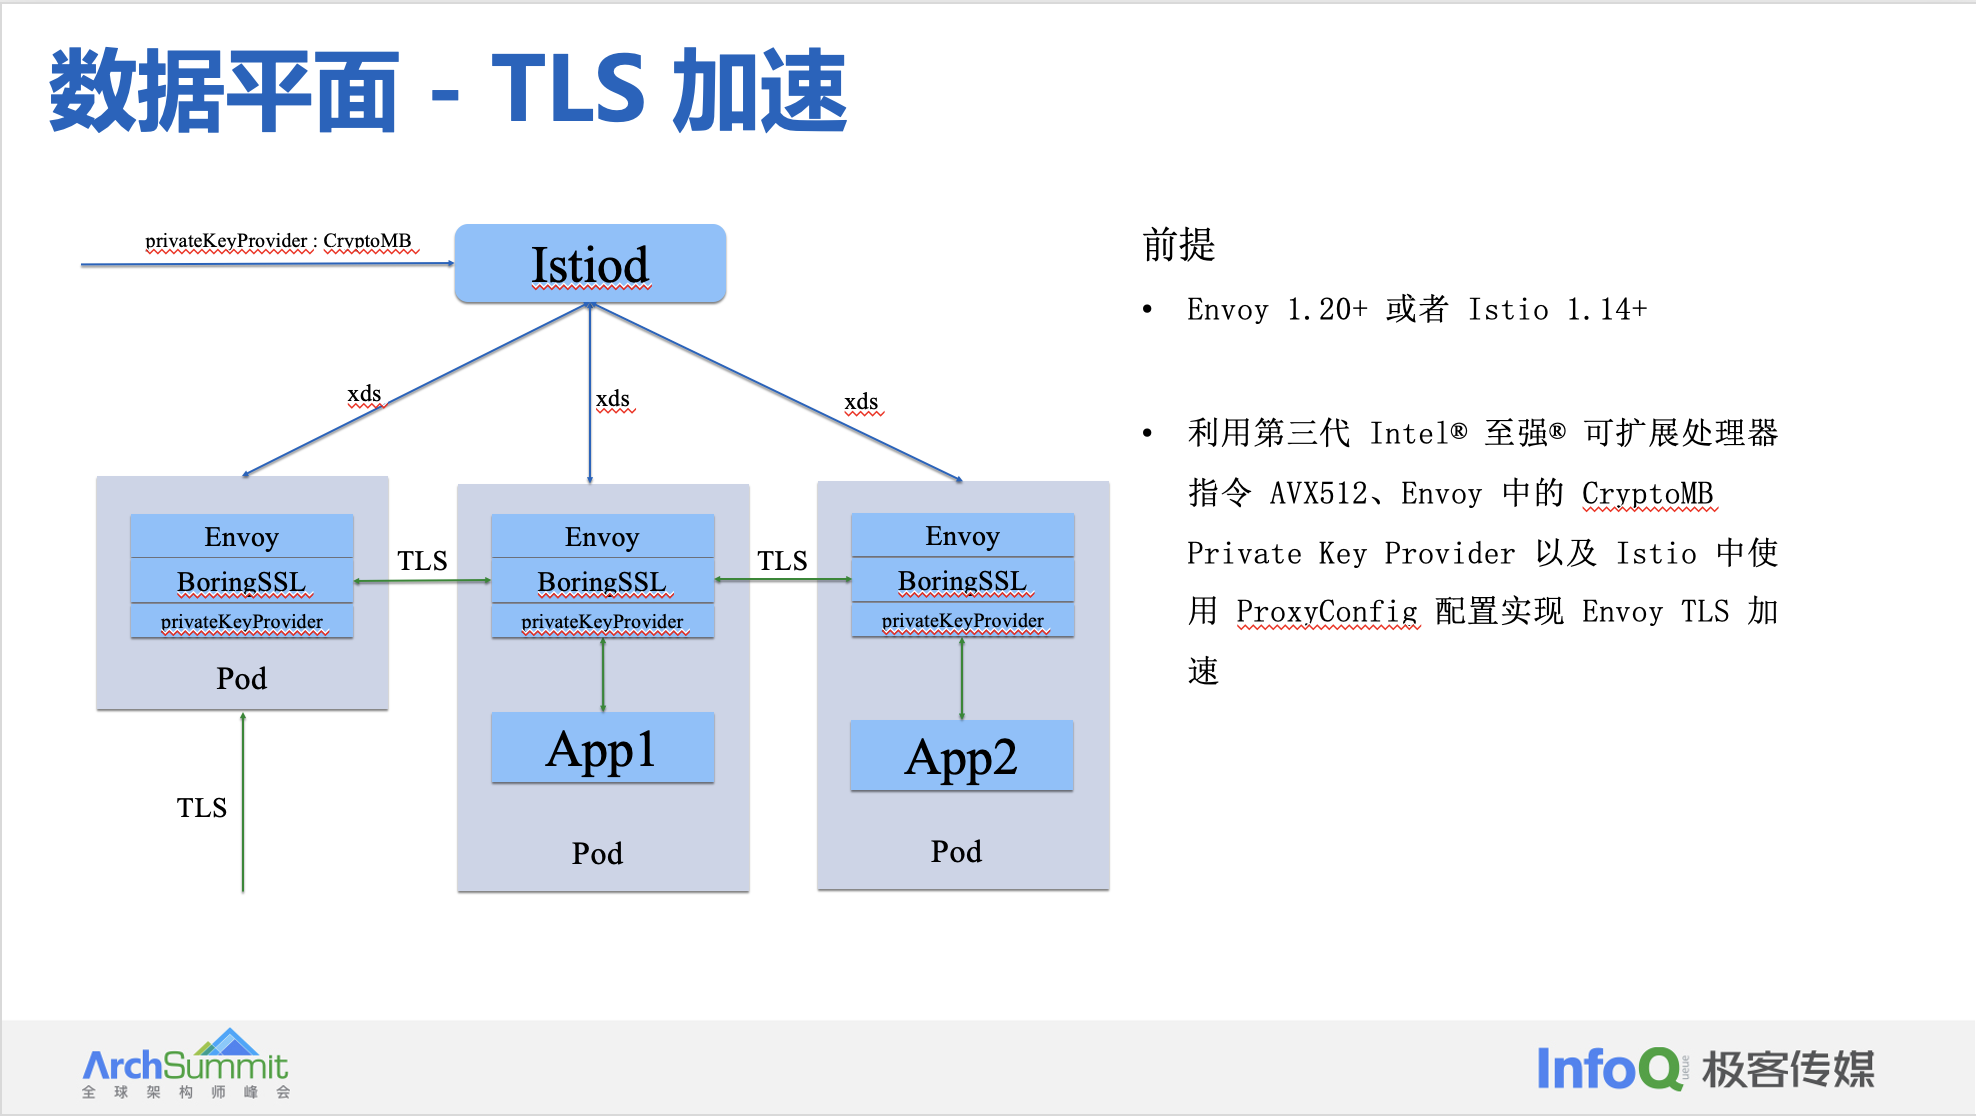 数据平面 - TLS 加速
privateKeyProvider : CryptoMB
Istiod
xds
xds
xds
Envoy
BoringSSL
privateKeyProvider
Pod
TLS
TLS
Envoy
BoringSSL
privateKeyProvider
App1
Pod
TLS
Envoy
BoringSSL
privateKeyProvider
App2
Pod
前提
• Envoy 1.20+ 或者 Istio 1.14+
• 利用第三代 Intel® 至强® 可扩展处理器
指令 AVX512、Envoy 中的 CryptoMB
Private Key Provider 以及 Istio 中使
用 ProxyConfig 配置实现 Envoy TLS 加
速
ArchSummit
全球架构师峰会
InfoQ 极客传媒